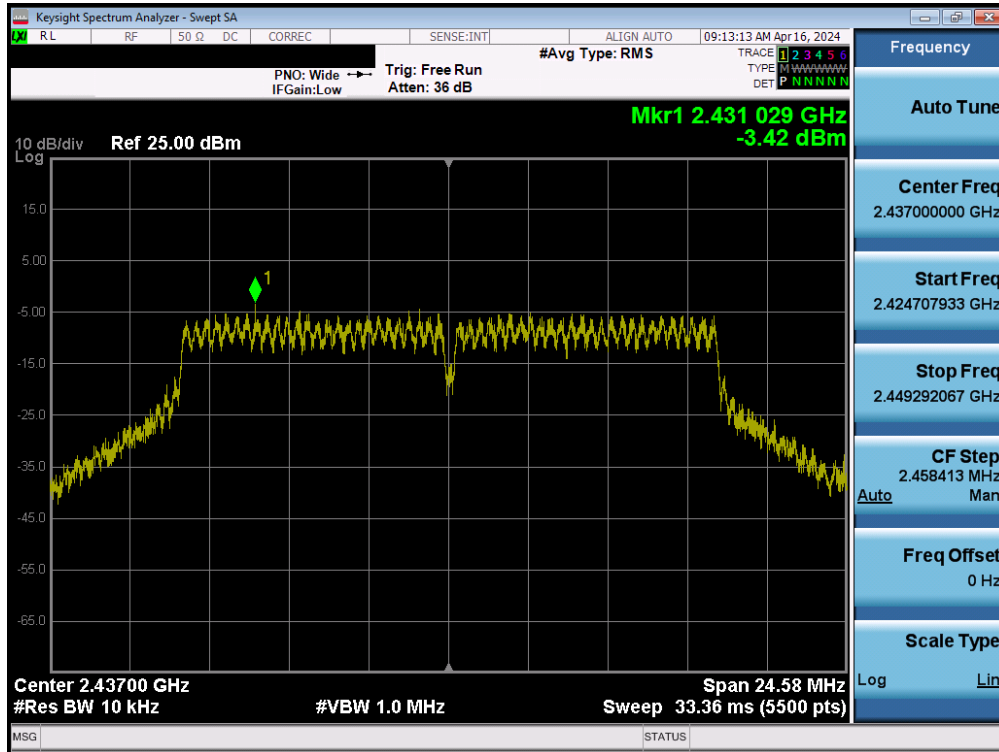 Keysight Spectrum Analyzer - Swept SA
LXI RL RF 50 Ω DC CORREC SENSE:INT ALIGN AUTO 09:13:13 AM Apr 16, 2024
#Avg Type: RMS
TRACE 1 2 3 4 5 6
PNO: Wide Trig: Free Run
TYPE M WWWWW
IFGain:Low Atten: 36 dB
DET P N N N N N
Mkr1 2.431 029 GHz
-3.42 dBm
10 dB/div Ref 25.00 dBm
Log
15.0
5.00
1
-5.00
-15.0
-25.0
-35.0
-45.0
-55.0
-65.0
Center 2.43700 GHz Span 24.58 MHz
#Res BW 10 kHz #VBW 1.0 MHz Sweep 33.36 ms (5500 pts)
MSG STATUS
Frequency
Auto Tune
Center Freq
2.437000000 GHz
Start Freq
2.424707933 GHz
Stop Freq
2.449292067 GHz
CF Step
2.458413 MHz
Auto Man
Freq Offset
0 Hz
Scale Type
Log Lin